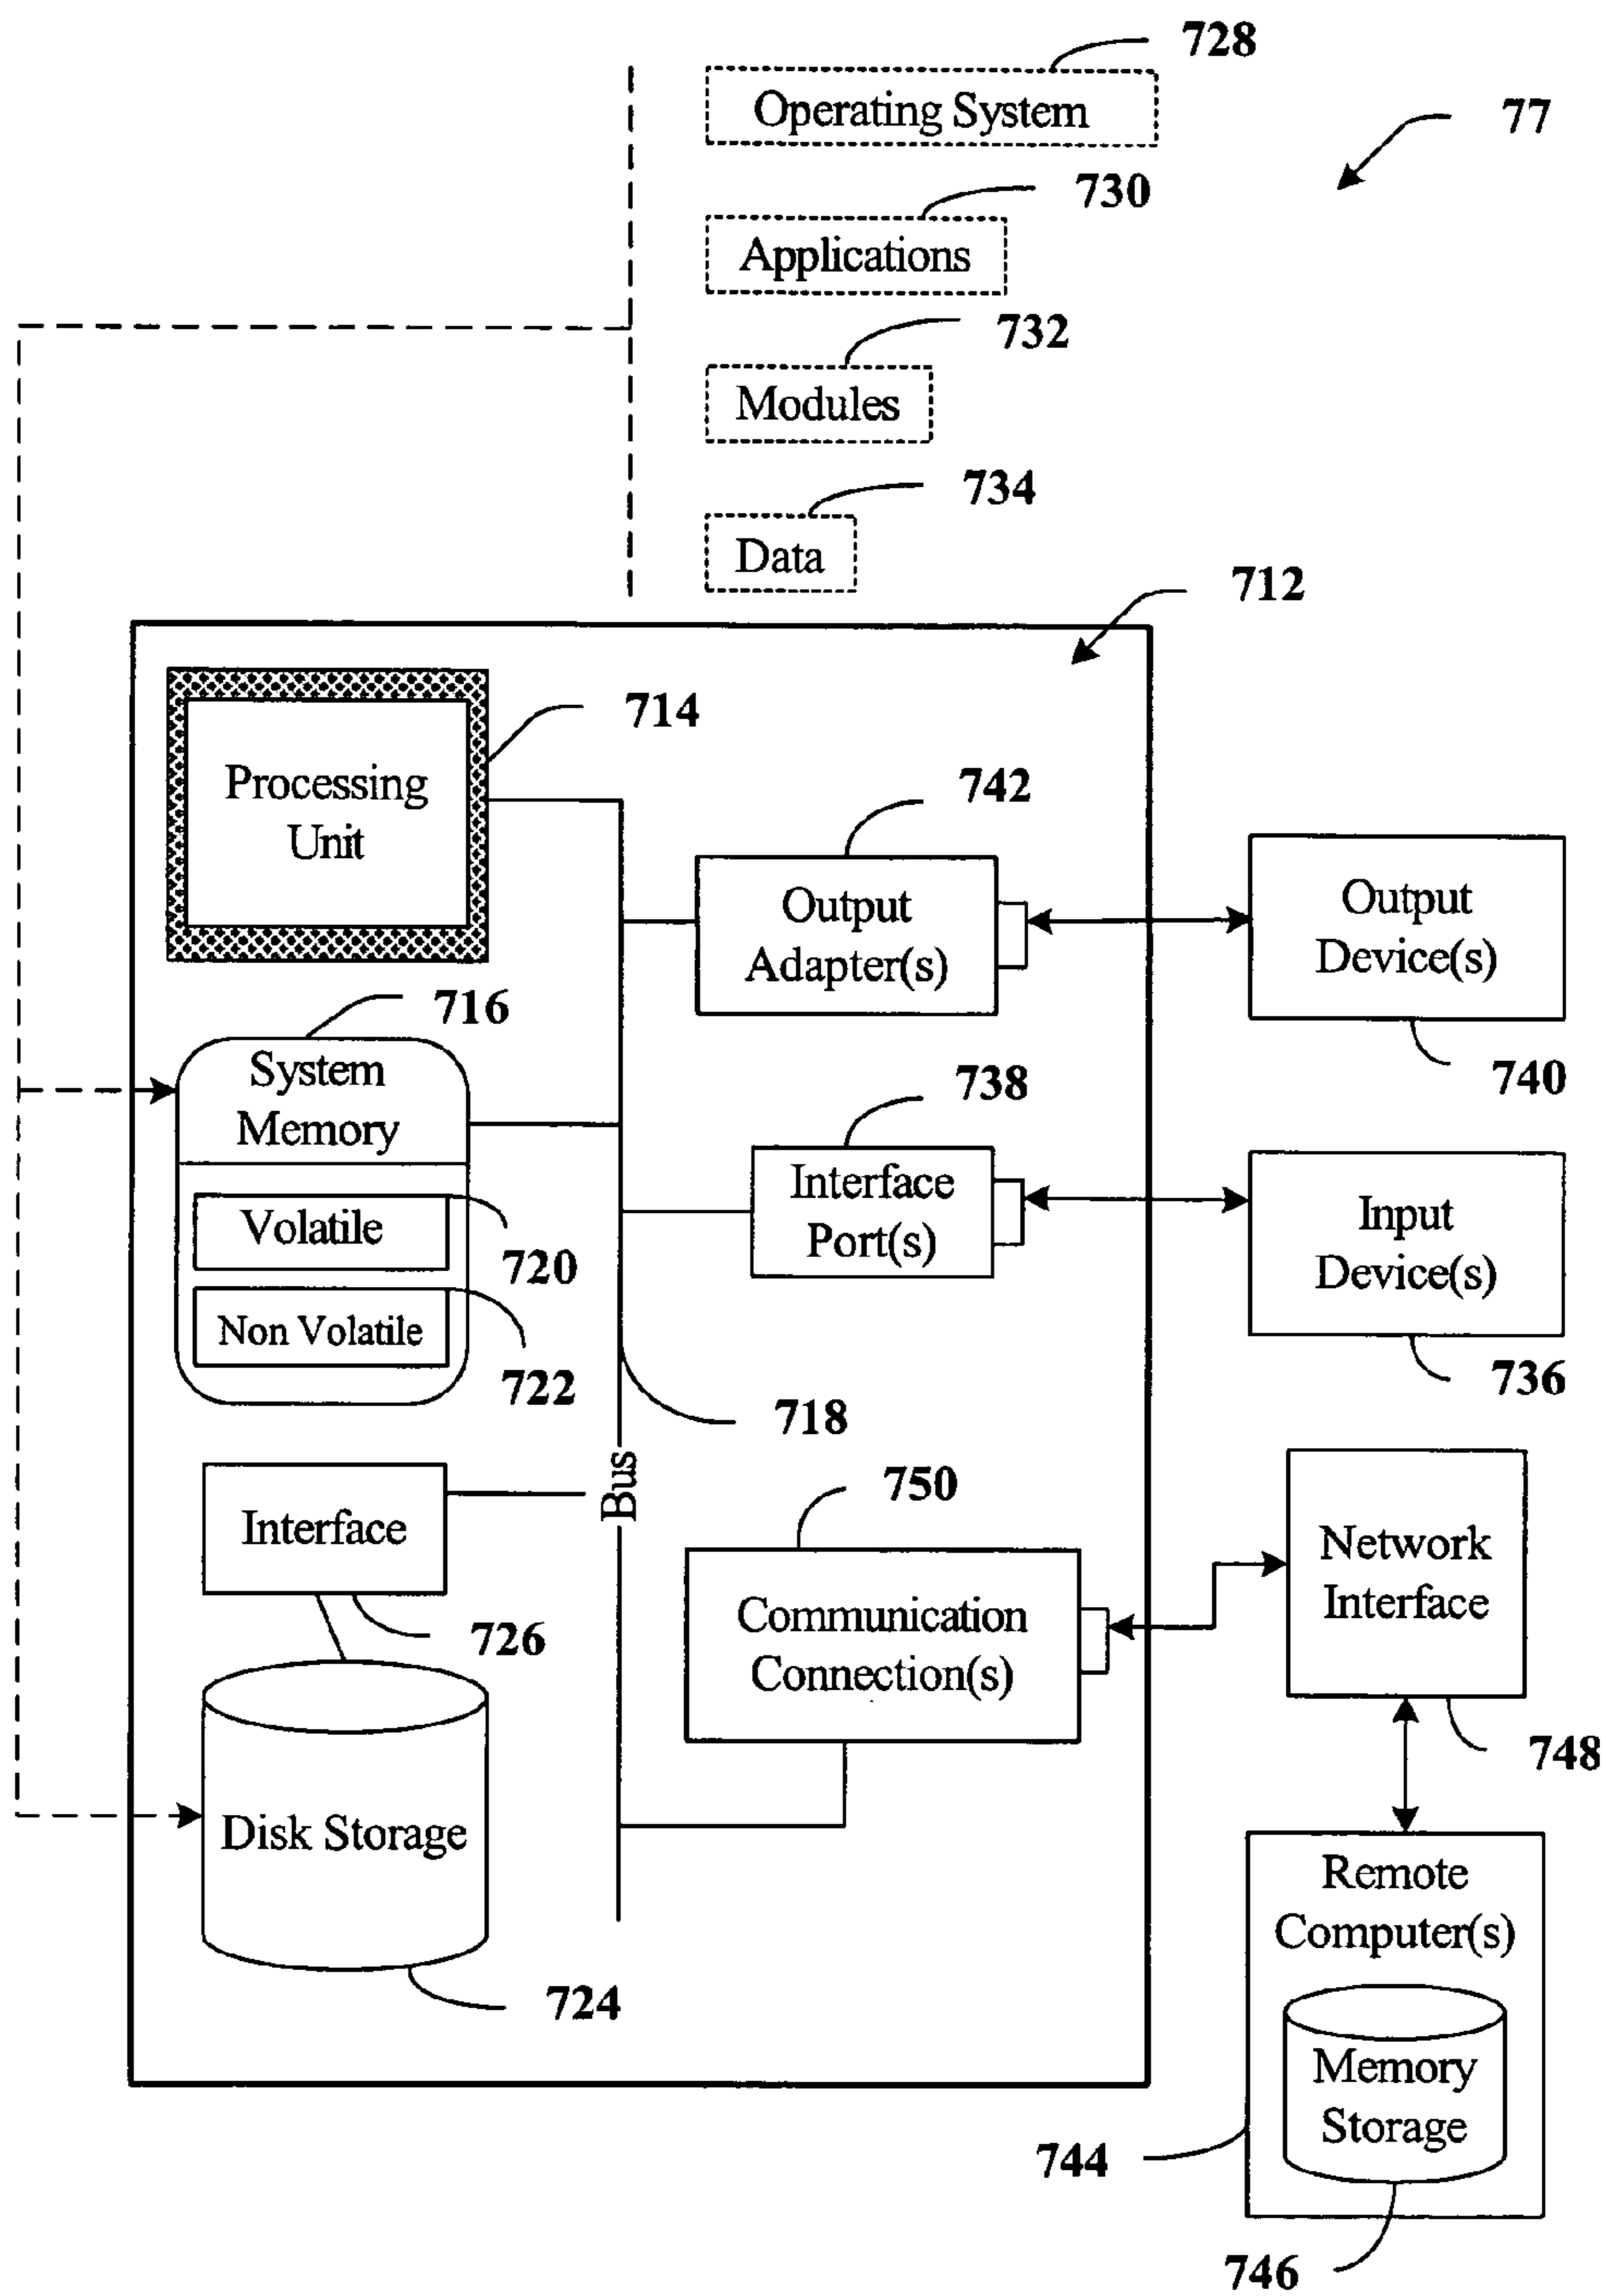 728
Operating System
77
730
Applications
732
Modules
734
Data
712
714
Processing
Unit
742
Output
Adapter(s)
Output
Device(s)
740
716
System
Memory
738
Interface
Port(s)
Input
Device(s)
736
Volatile
720
Non Volatile
722
718
Bus
750
Interface
726
Communication
Connection(s)
Network
Interface
748
Disk Storage
724
Remote
Computer(s)
Memory
Storage
744
746